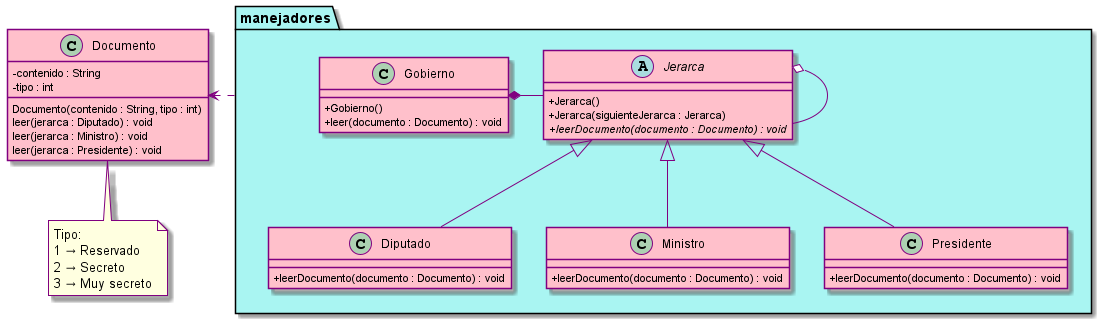 manejadores
C Documento
-contenido : String
-tipo : int
Documento(contenido : String, tipo : int)
leer(jerarca : Diputado) : void
leer(jerarca : Ministro) : void
leer(jerarca : Presidente) : void
C Gobierno
+Gobierno()
+leer(documento : Documento) : void
A Jerarca
+Jerarca()
+Jerarca(siguienteJerarca : Jerarca)
+leerDocumento(documento : Documento) : void
Tipo:
1 → Reservado
2 → Secreto
3 → Muy secreto
C Diputado
+leerDocumento(documento : Documento) : void
C Ministro
+leerDocumento(documento : Documento) : void
C Presidente
+leerDocumento(documento : Documento) : void